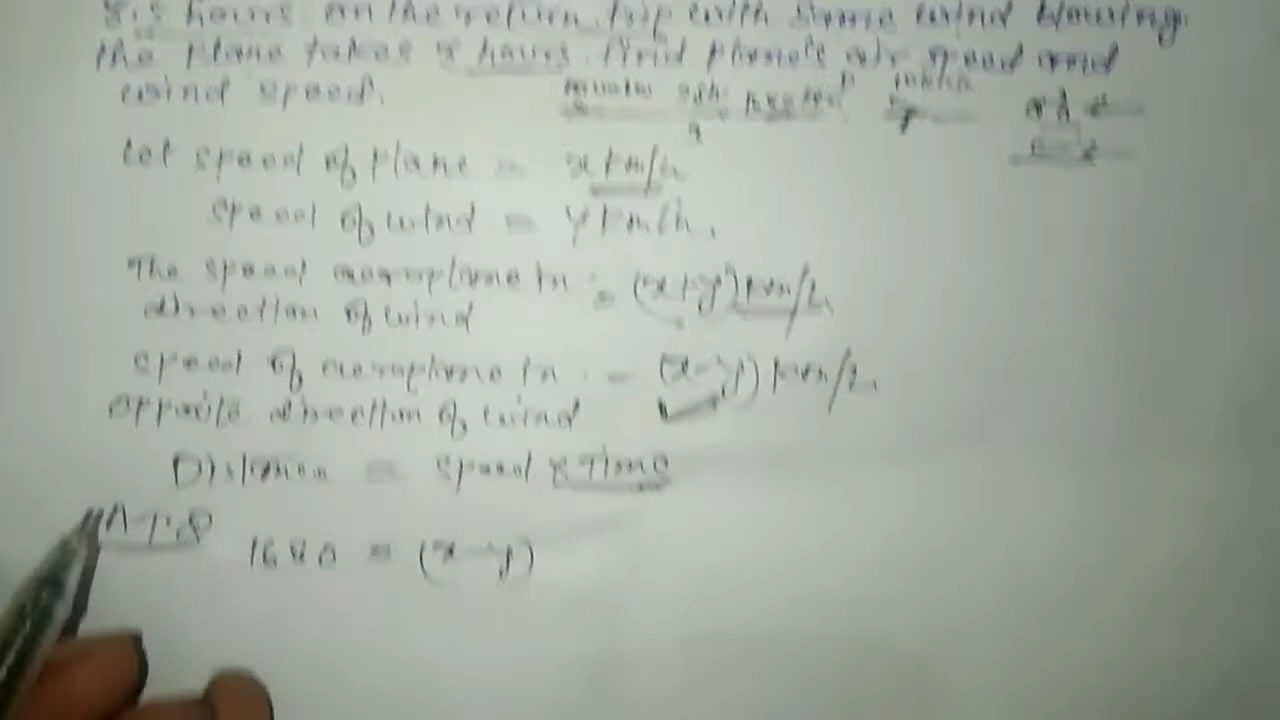 hours on the return trip with same wind blowing
the plane takes 8 hours. find plane's air speed and
wind speed.
let speed of plane = x km/h
speed of wind = y km/h.
The speed aeroplane in = (x+y) km/h
direction of wind
speed of aeroplane in = (x-y) km/h.
opposite direction of wind
Distance = speed x Time
1680 = (x-y)